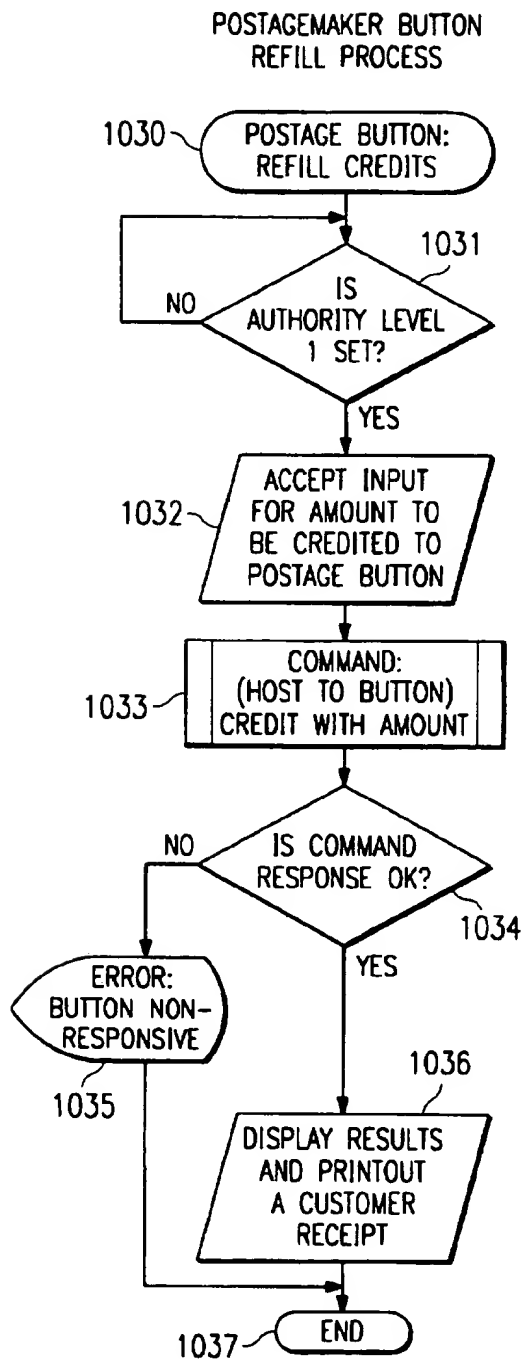 POSTAGEMAKER BUTTON
REFILL PROCESS
1030
POSTAGE BUTTON:
REFILL CREDITS
1031
IS
AUTHORITY LEVEL
1 SET?
NO
YES
1032
ACCEPT INPUT
FOR AMOUNT TO
BE CREDITED TO
POSTAGE BUTTON
1033
COMMAND:
(HOST TO BUTTON)
CREDIT WITH AMOUNT
NO
IS COMMAND
RESPONSE OK?
1034
YES
ERROR:
BUTTON NON-
RESPONSIVE
1035
1036
DISPLAY RESULTS
AND PRINTOUT
A CUSTOMER
RECEIPT
1037
END